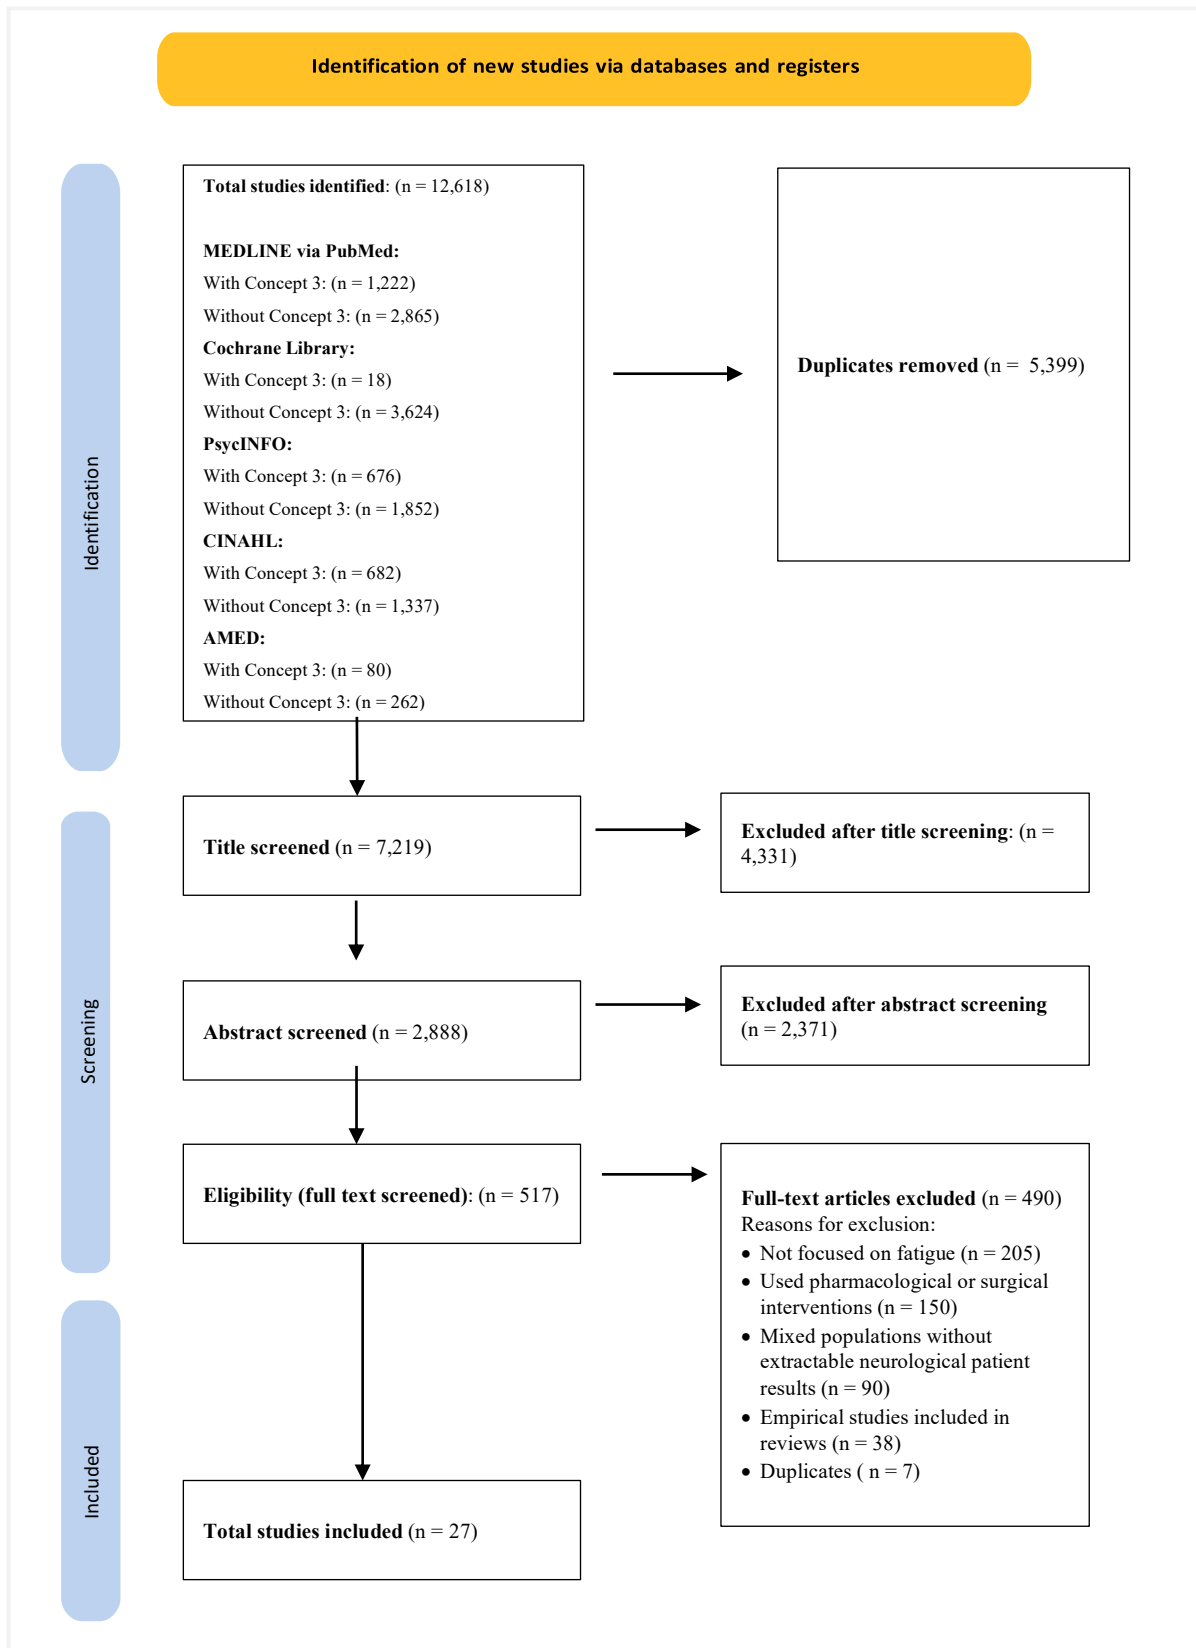 Identification of new studies via databases and registers
Identification
Total studies identified: (n = 12,618)
MEDLINE via PubMed:
With Concept 3: (n = 1,222)
Without Concept 3: (n = 2,865)
Cochrane Library:
With Concept 3: (n = 18)
Without Concept 3: (n = 3,624)
PsycINFO:
With Concept 3: (n = 676)
Without Concept 3: (n = 1,852)
CINAHL:
With Concept 3: (n = 682)
Without Concept 3: (n = 1,337)
AMED:
With Concept 3: (n = 80)
Without Concept 3: (n = 262)
Duplicates removed (n =  5,399)
Screening
Title screened (n = 7,219)
Excluded after title screening: (n =
4,331)
Abstract screened (n = 2,888)
Excluded after abstract screening
(n = 2,371)
Eligibility (full text screened): (n = 517)
Full-text articles excluded (n = 490)
Reasons for exclusion:
• Not focused on fatigue (n = 205)
• Used pharmacological or surgical
interventions (n = 150)
• Mixed populations without
extractable neurological patient
results (n = 90)
• Empirical studies included in
reviews (n = 38)
• Duplicates ( n = 7)
Included
Total studies included (n = 27)